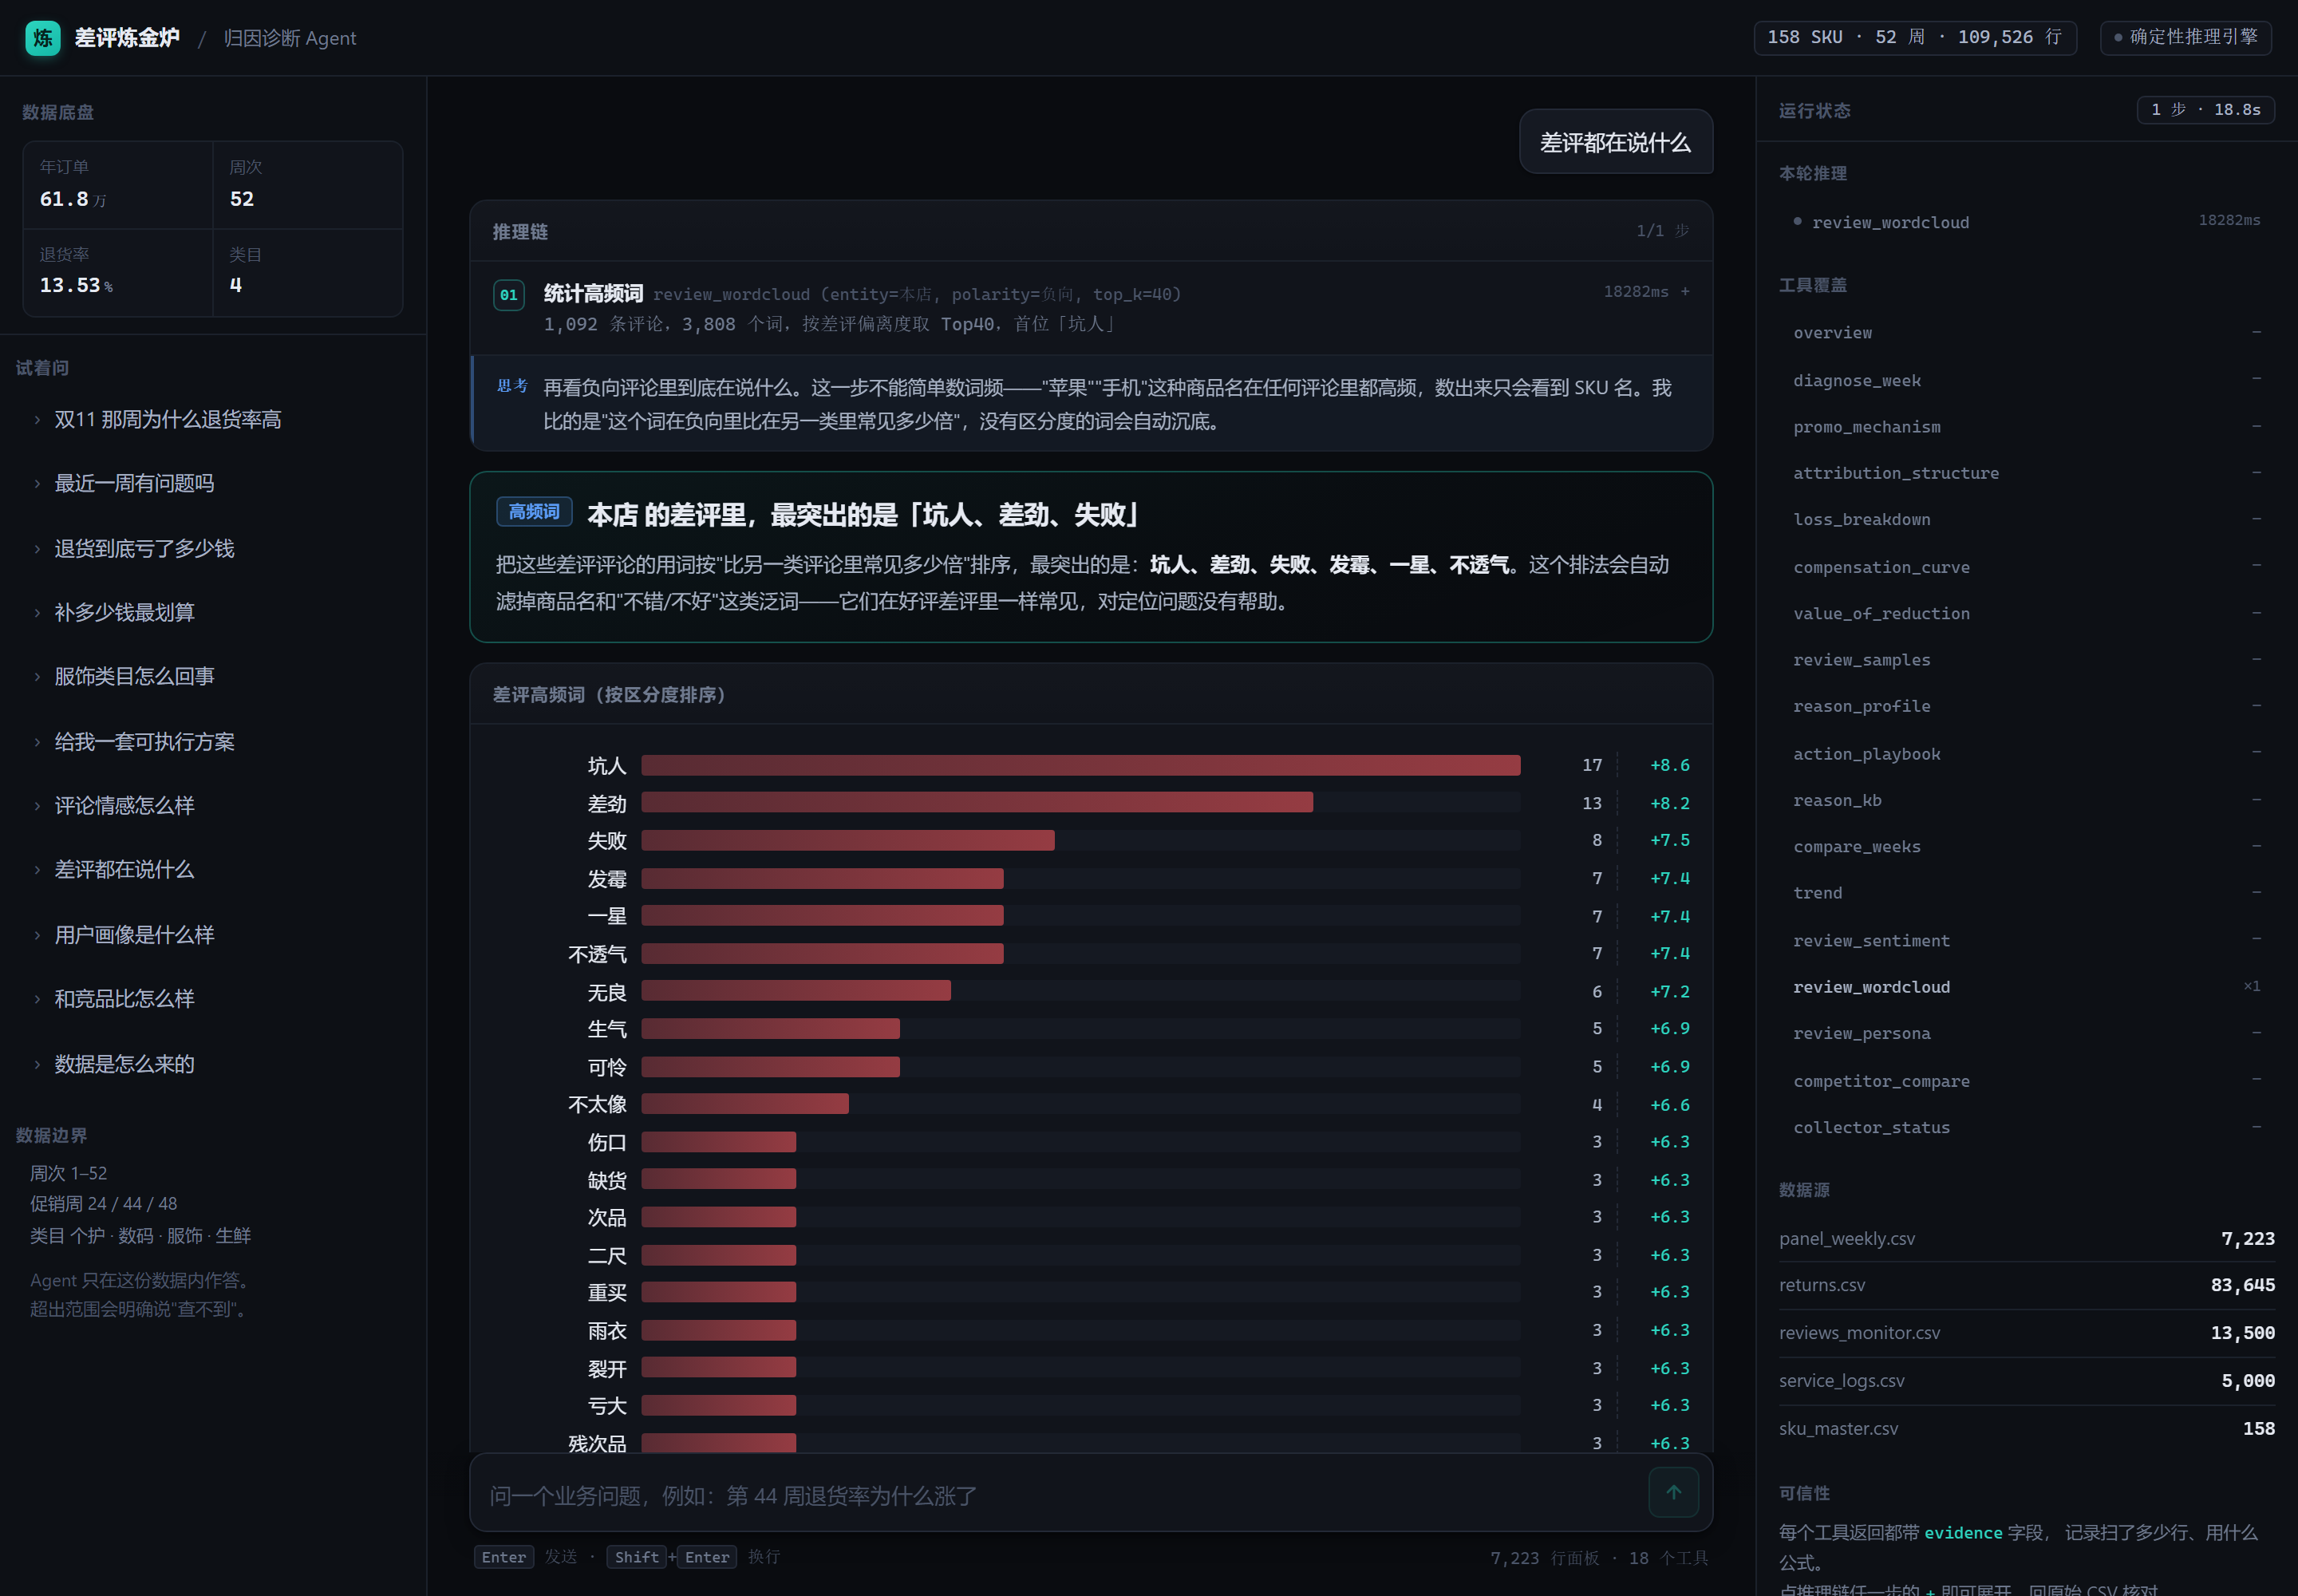 炼 差评炼金炉 / 归因诊断 Agent
158 SKU · 52 周 · 109,526 行
确定性推理引擎
数据底盘
年订单
61.8 万
周次
52
退货率
13.53 %
类目
4
试着问
› 双11 那周为什么退货率高
› 最近一周有问题吗
› 退货到底亏了多少钱
› 补多少钱最划算
› 服饰类目怎么回事
› 给我一套可执行方案
› 评论情感怎么样
› 差评都在说什么
› 用户画像是什么样
› 和竞品比怎么样
› 数据是怎么来的
数据边界
周次 1–52
促销周 24 / 44 / 48
类目 个护 · 数码 · 服饰 · 生鲜
Agent 只在这份数据内作答。
超出范围会明确说"查不到"。
差评都在说什么
推理链
1/1 步
01 统计高频词 review_wordcloud (entity=本店, polarity=负向, top_k=40)
18282ms +
1,092 条评论，3,808 个词，按差评偏离度取 Top40，首位「坑人」
思考 再看负向评论里到底在说什么。这一步不能简单数词频——"苹果""手机"这种商品名在任何评论里都高频，数出来只会看到 SKU 名。我
比的是"这个词在负向里比在另一类里常见多少倍"，没有区分度的词会自动沉底。
高频词 本店 的差评里，最突出的是「坑人、差劲、失败」
把这些差评评论的用词按"比另一类评论里常见多少倍"排序，最突出的是：坑人、差劲、失败、发霉、一星、不透气。这个排法会自动
滤掉商品名和"不错/不好"这类泛词——它们在好评差评里一样常见，对定位问题没有帮助。
差评高频词（按区分度排序）
坑人 17 +8.6
差劲 13 +8.2
失败 8 +7.5
发霉 7 +7.4
一星 7 +7.4
不透气 7 +7.4
无良 6 +7.2
生气 5 +6.9
可怜 5 +6.9
不太像 4 +6.6
伤口 3 +6.3
缺货 3 +6.3
次品 3 +6.3
二尺 3 +6.3
重买 3 +6.3
雨衣 3 +6.3
裂开 3 +6.3
亏大 3 +6.3
残次品 3 +6.3
问一个业务问题，例如：第 44 周退货率为什么涨了
Enter 发送 · Shift+Enter 换行
7,223 行面板 · 18 个工具
运行状态
1 步 · 18.8s
本轮推理
review_wordcloud 18282ms
工具覆盖
overview —
diagnose_week —
promo_mechanism —
attribution_structure —
loss_breakdown —
compensation_curve —
value_of_reduction —
review_samples —
reason_profile —
action_playbook —
reason_kb —
compare_weeks —
trend —
review_sentiment —
review_wordcloud ×1
review_persona —
competitor_compare —
collector_status —
数据源
panel_weekly.csv 7,223
returns.csv 83,645
reviews_monitor.csv 13,500
service_logs.csv 5,000
sku_master.csv 158
可信性
每个工具返回都带 evidence 字段， 记录扫了多少行、用什么
公式。
点推理链任一步的 + 即可展开，回原始 CSV 核对